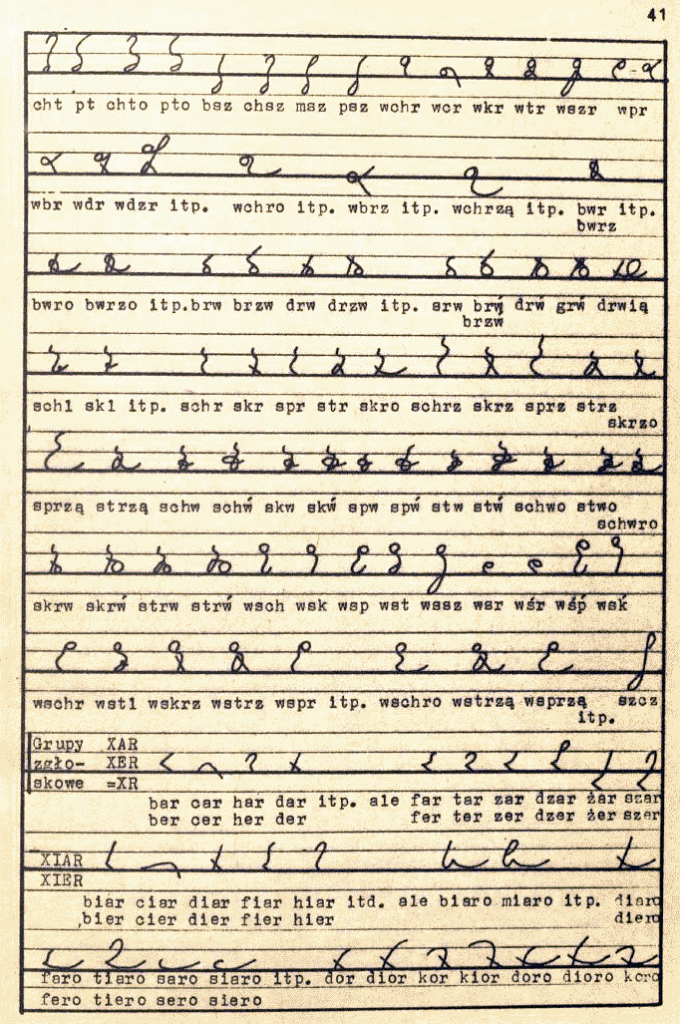 41
cht pt chto pto bsz chsz msz psz wchr wcr wkr wtr wszr wpr
wbr wdr wdzr itp. wchro itp. wbrz itp. wchrzą itp. bwr itp.
bwrz
bwro bwrzo itp. brw brzw drw drzw itp. srw brẃ drẃ grẃ drwią
brzw
schl skl itp. schr skr spr str skro schrz skrz sprz strz
skrzo
sprzą strzą schw schẃ skw skẃ spw spẃ stw stẃ schwo stwo
schwro
skrw skrẃ strw strẃ wsch wsk wsp wst wssz wsr wśr wśp wsḱ
wschr wstl wskrz wstrz wspr itp. wschro wstrzą wsprzą szcz
itp.
Grupy XAR
zgło- XER
skowe =XR
bar car har dar itp. ale far tar zar dzar żar szar
ber cer her der fer ter zer dzer żer szer
XIAR
XIER
biar ciar diar fiar hiar itd. ale biaro miaro itp. diaro
bier cier dier fier hier diero
faro tiaro saro siaro itp. dor dior kor kior doro dioro koro
fero tiero sero siero